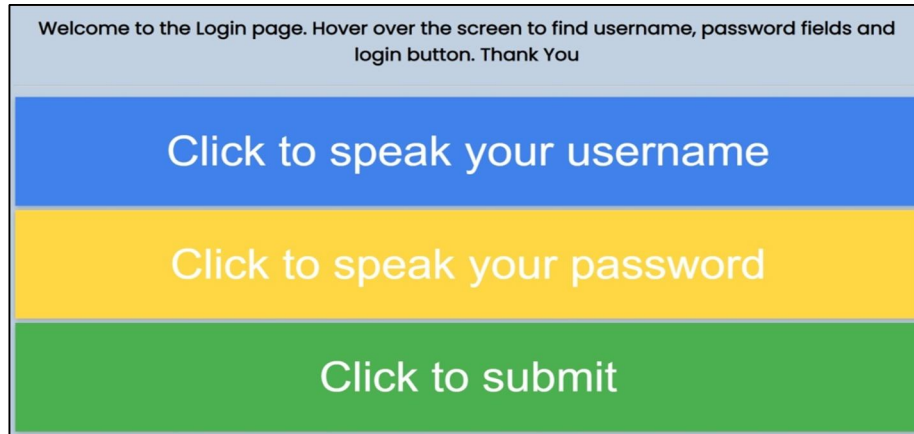 Welcome to the Login page. Hover over the screen to find username, password fields and
login button. Thank You
Click to speak your username
Click to speak your password
Click to submit